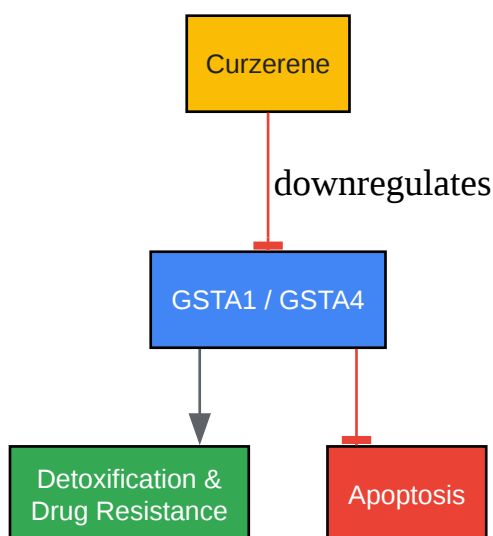 Curzerene
downregulates
GSTA1 / GSTA4
Detoxification &
Drug Resistance
Apoptosis